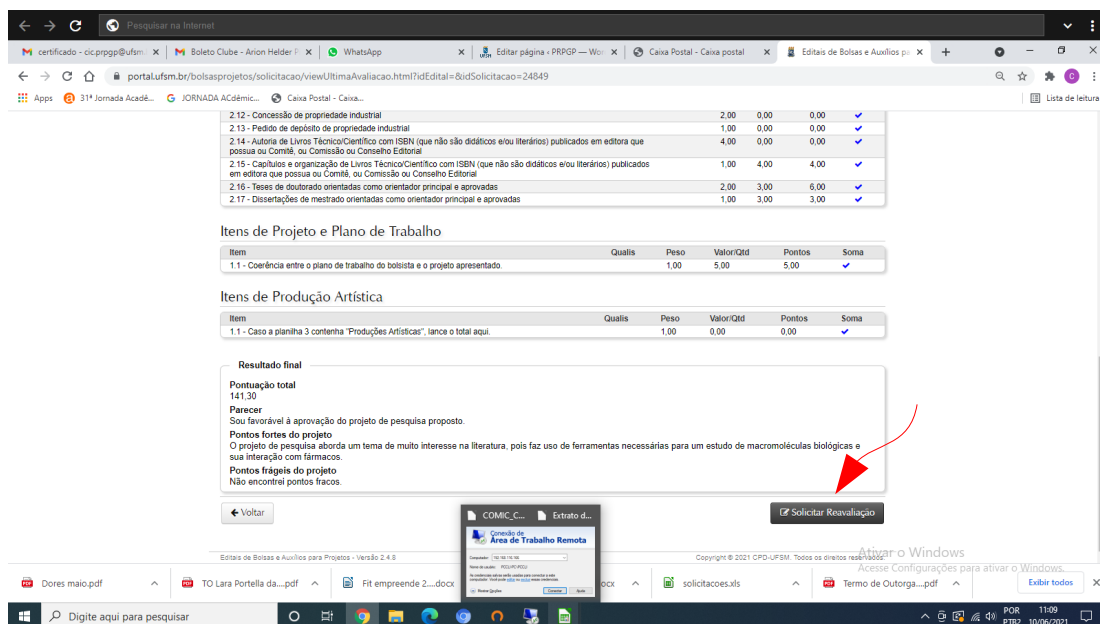 Pesquisar na Internet
certificado - cic.prpgp@ufsm.
Boleto Clube - Arion Helder P
WhatsApp
Editar página ‹ PRPGP — Wor
Caixa Postal - Caixa postal
Editais de Bolsas e Auxílios pa
portal.ufsm.br/bolsasprojetos/solicitacao/viewUltimaAvaliacao.html?idEdital=&idSolicitacao=24849
Apps
31ª Jornada Acadê...
JORNADA ACdêmic...
Caixa Postal - Caixa...
Lista de leitura
2.12 - Concessão de propriedade industrial 2,00 0,00 0,00
2.13 - Pedido de depósito de propriedade industrial 1,00 0,00 0,00
2.14 - Autoria de Livros Técnico/Científico com ISBN (que não são didáticos e/ou literários) publicados em editora que 4,00 0,00 0,00
possua ou Comitê, ou Comissão ou Conselho Editorial
2.15 - Capítulos e organização de Livros Técnico/Científico com ISBN (que não são didáticos e/ou literários) publicados 1,00 4,00 4,00
em editora que possua ou Comitê, ou Comissão ou Conselho Editorial
2.16 - Teses de doutorado orientadas como orientador principal e aprovadas 2,00 3,00 6,00
2.17 - Dissertações de mestrado orientadas como orientador principal e aprovadas 1,00 3,00 3,00
Itens de Projeto e Plano de Trabalho
Item Qualis Peso Valor/Qtd Pontos Soma
1.1 - Coerência entre o plano de trabalho do bolsista e o projeto apresentado. 1,00 5,00 5,00
Itens de Produção Artística
Item Qualis Peso Valor/Qtd Pontos Soma
1.1 - Caso a planilha 3 contenha "Produções Artísticas", lance o total aqui. 1,00 0,00 0,00
Resultado final
Pontuação total
141,30
Parecer
Sou favorável à aprovação do projeto de pesquisa proposto.
Pontos fortes do projeto
O projeto de pesquisa aborda um tema de muito interesse na literatura, pois faz uso de ferramentas necessárias para um estudo de macromoléculas biológicas e
sua interação com fármacos.
Pontos frágeis do projeto
Não encontrei pontos fracos.
Voltar
Solicitar Reavaliação
COMIC_C...
Extrato d...
Conexão de
Área de Trabalho Remota
Computador:
Nome de usuário:
Conectar
Ajuda
Editais de Bolsas e Auxílios para Projetos - Versão 2.4.8
Copyright © 2021 CPD-UFSM. Todos os direitos reservados.
Ativar o Windows
Acesse Configurações para ativar o Windows.
Dores maio.pdf
TO Lara Portella da....pdf
Fit empreende 2....docx
ocx
solicitacoes.xls
Termo de Outorga....pdf
Exibir todos
Digite aqui para pesquisar
POR
PTB2
11:09
10/06/2021